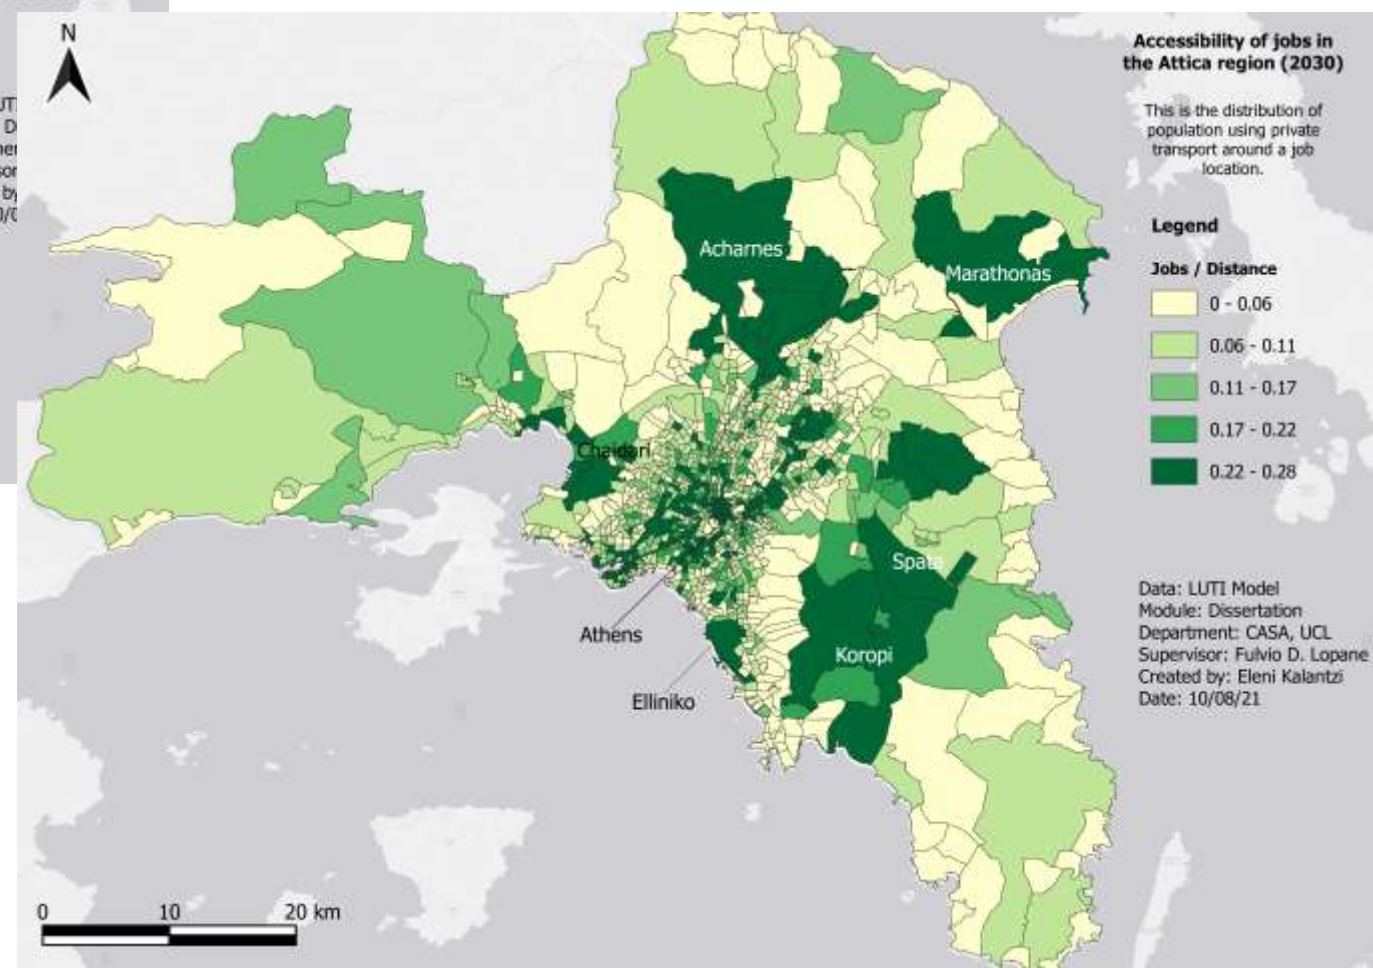 N
Accessibility of jobs in
the Attica region (2030)
This is the distribution of
population using private
transport around a job
location.
Legend
Jobs / Distance
0 - 0.06
0.06 - 0.11
0.11 - 0.17
0.17 - 0.22
0.22 - 0.28
Acharnes
Marathonas
Chaidari
Spata
Athens
Koropi
Elliniko
Data: LUTI Model
Module: Dissertation
Department: CASA, UCL
Supervisor: Fulvio D. Lopane
Created by: Eleni Kalantzi
Date: 10/08/21
0 10 20 km